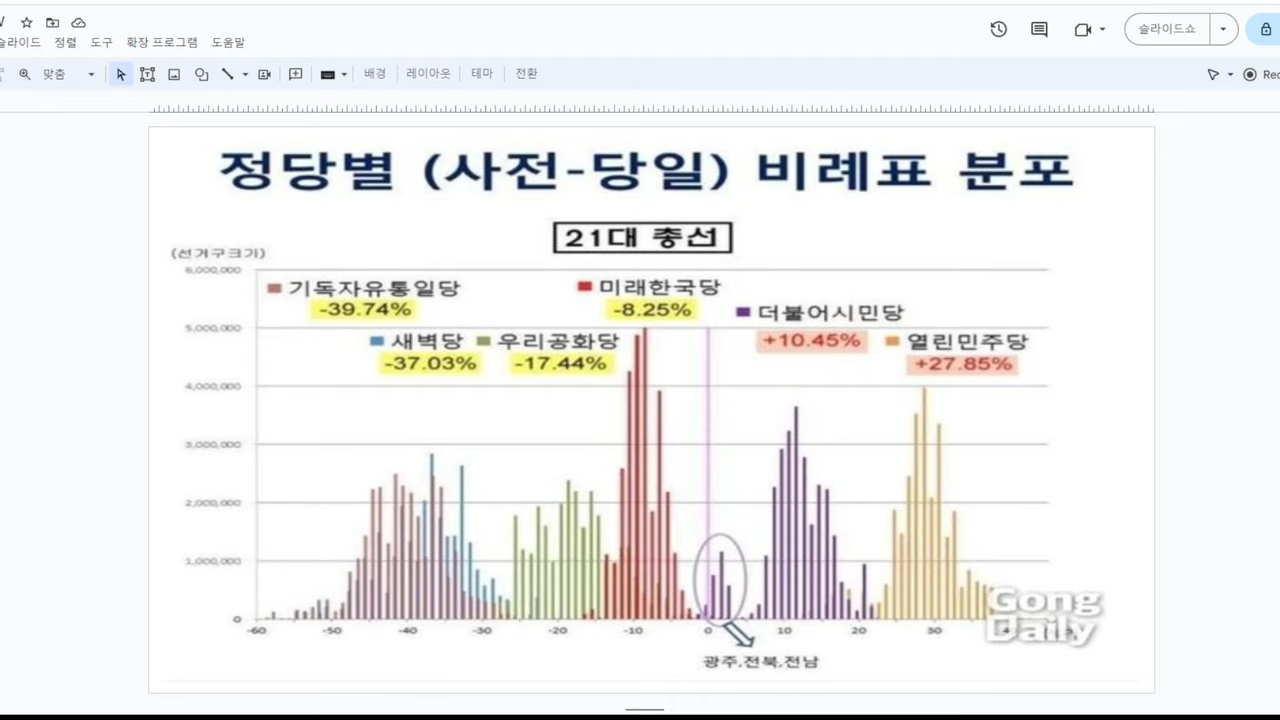 슬라이드 정렬 도구 확장 프로그램 도움말
슬라이드쇼
맞춤 배경 레이아웃 테마 전환 Rec
정당별 (사전-당일) 비례표 분포
21대 총선
(선거구크기)
6,000,000
기독자유통일당 미래한국당
-39.74% -8.25%
더불어시민당
5,000,000
새벽당 우리공화당 +10.45% 열린민주당
-37.03% -17.44% +27.85%
4,000,000
3,000,000
2,000,000
1,000,000
0
-60 -50 -40 -30 -20 -10 0 10 20 30
Gong
Daily
광주,전북,전남